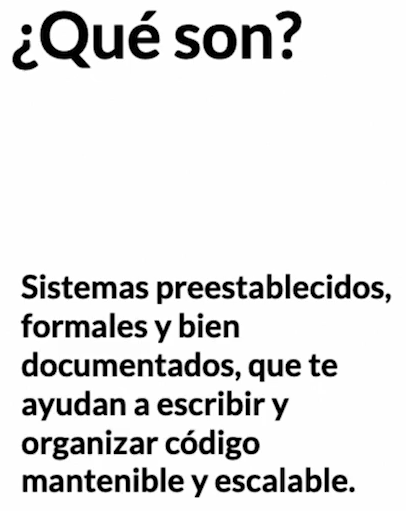 ¿Qué son?
Sistemas preestablecidos,
formales y bien
documentados, que te
ayudan a escribir y
organizar código
mantenible y escalable.